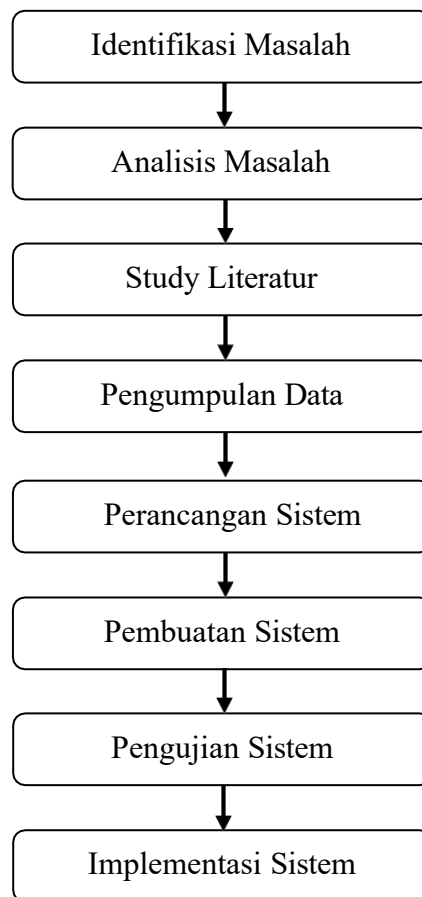 Identifikasi Masalah
Analisis Masalah
Study Literatur
Pengumpulan Data
Perancangan Sistem
Pembuatan Sistem
Pengujian Sistem
Implementasi Sistem